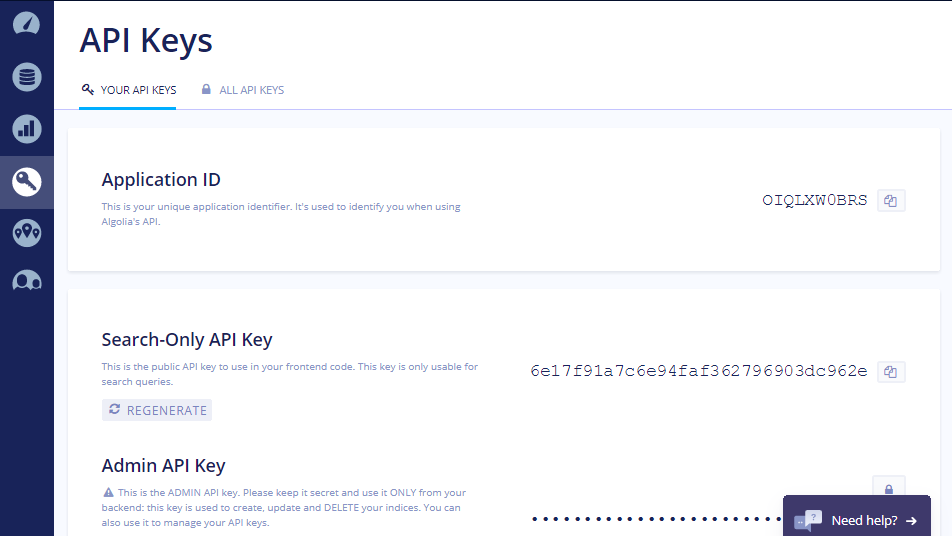 API Keys
YOUR API KEYS
ALL API KEYS
Application ID
This is your unique application identifier. It's used to identify you when using
Algolia's API.
OIQLXW0BRS
Search-Only API Key
This is the public API key to use in your frontend code. This key is only usable for
search queries.
6e17f91a7c6e94faf362796903dc962e
REGENERATE
Admin API Key
This is the ADMIN API key. Please keep it secret and use it ONLY from your
backend: this key is used to create, update and DELETE your indices. You can
also use it to manage your API keys.
Need help?